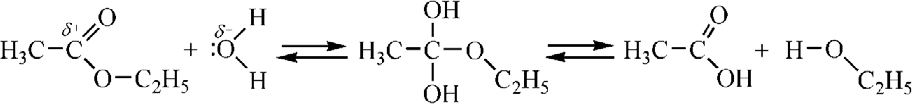 H₃C—C(δ+)(=O)—O—C₂H₅ + :O(δ−)(H)(H) ⇌ H₃C—C(OH)(OH)—O—C₂H₅ ⇌ H₃C—C(=O)—OH + H—O—C₂H₅